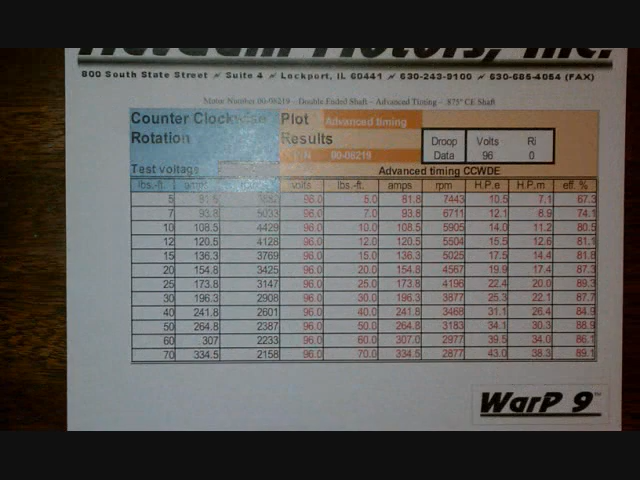 800 South State Street ~ Suite 4 ~ Lockport, IL 60441 ~ 630-243-9100 ~ 630-685-4054 (FAX)
Motor Number 00-08219 – Double Ended Shaft – Advanced Timing – .875" CE Shaft
Counter Clockwise Plot Advanced timing
Rotation Results Droop Volts Ri
P/N 00-08219 Data 96 0
Test voltage Advanced timing CCWDE
lbs.-ft. amps volts lbs.-ft. amps rpm H.P.e H.P.m eff. %
5 81.8 96.0 5.0 81.8 7443 10.5 7.1 67.3
7 93.8 5033 96.0 7.0 93.8 6711 12.1 8.9 74.1
10 108.5 4429 96.0 10.0 108.5 5905 14.0 11.2 80.5
12 120.5 4128 96.0 12.0 120.5 5504 15.5 12.6 81.1
15 136.3 3769 96.0 15.0 136.3 5025 17.5 14.4 81.8
20 154.8 3425 96.0 20.0 154.8 4567 19.9 17.4 87.3
25 173.8 3147 96.0 25.0 173.8 4196 22.4 20.0 89.3
30 196.3 2908 96.0 30.0 196.3 3877 25.3 22.1 87.7
40 241.8 2601 96.0 40.0 241.8 3468 31.1 26.4 84.9
50 264.8 2387 96.0 50.0 264.8 3183 34.1 30.3 88.9
60 307 2233 96.0 60.0 307.0 2977 39.5 34.0 86.1
70 334.5 2158 96.0 70.0 334.5 2877 43.0 38.3 89.1
WarP 9™